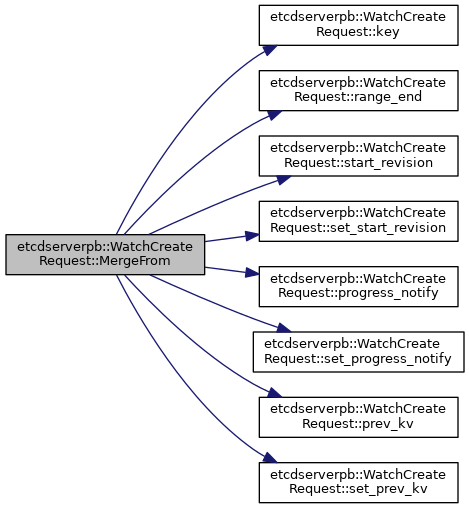 etcdserverpb::WatchCreate
Request::key
etcdserverpb::WatchCreate
Request::range_end
etcdserverpb::WatchCreate
Request::start_revision
etcdserverpb::WatchCreate
Request::set_start_revision
etcdserverpb::WatchCreate
Request::MergeFrom
etcdserverpb::WatchCreate
Request::progress_notify
etcdserverpb::WatchCreate
Request::set_progress_notify
etcdserverpb::WatchCreate
Request::prev_kv
etcdserverpb::WatchCreate
Request::set_prev_kv